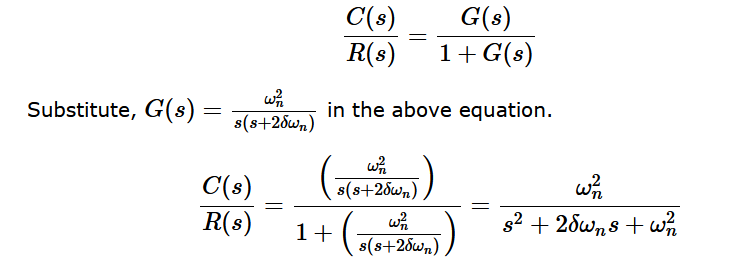 C(s)/R(s) = G(s)/(1 + G(s))
Substitute, G(s) = ω_n^2/(s(s+2δω_n)) in the above equation.
C(s)/R(s) = (ω_n^2/(s(s+2δω_n)))/(1 + (ω_n^2/(s(s+2δω_n)))) = ω_n^2/(s^2 + 2δω_n s + ω_n^2)